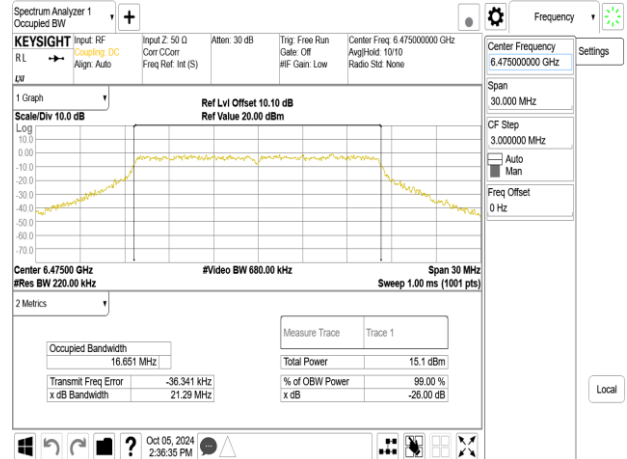 Spectrum Analyzer 1
Occupied BW
Frequency
KEYSIGHT
RL
LXI
Input: RF
Coupling: DC
Align: Auto
Input Z: 50 Ω
Corr CCorr
Freq Ref: Int (S)
Atten: 30 dB
Trig: Free Run
Gate: Off
#IF Gain: Low
Center Freq: 6.475000000 GHz
Avg|Hold: 10/10
Radio Std: None
Center Frequency
6.475000000 GHz
Settings
Span
30.000 MHz
CF Step
3.000000 MHz
Auto
Man
Freq Offset
0 Hz
Local
1 Graph
Scale/Div 10.0 dB
Ref Lvl Offset 10.10 dB
Ref Value 20.00 dBm
Log
10.0
0.00
-10.0
-20.0
-30.0
-40.0
-50.0
-60.0
-70.0
Center 6.47500 GHz
#Video BW 680.00 kHz
Span 30 MHz
#Res BW 220.00 kHz
Sweep 1.00 ms (1001 pts)
2 Metrics
Measure Trace Trace 1
Occupied Bandwidth
16.651 MHz
Total Power 15.1 dBm
Transmit Freq Error -36.341 kHz
% of OBW Power 99.00 %
x dB Bandwidth 21.29 MHz
x dB -26.00 dB
Oct 05, 2024
2:36:35 PM